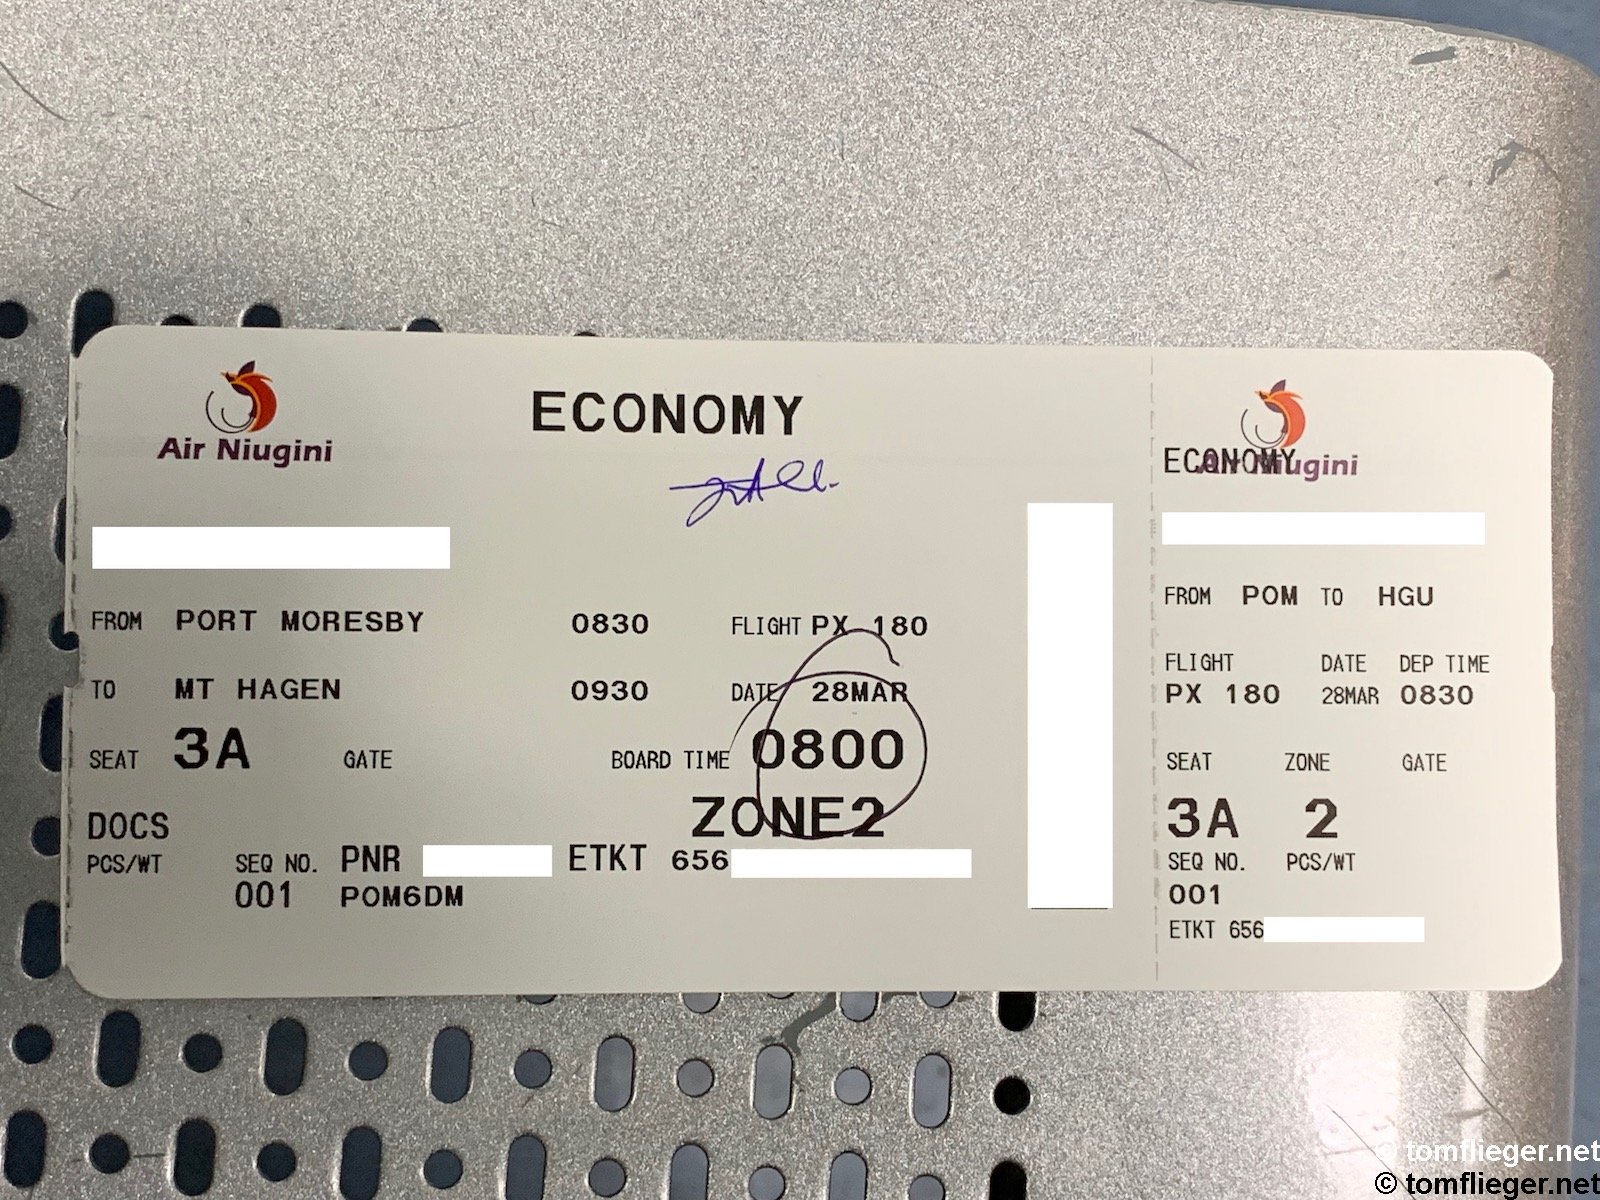 Air Niugini
ECONOMY
FROM PORT MORESBY 0830 FLIGHT PX 180
TO MT HAGEN 0930 DATE 28MAR
SEAT 3A GATE BOARD TIME 0800
ZONE2
DOCS
PCS/WT SEQ NO. PNR ETKT 656
001 POM6DM
Air Niugini
ECONOMY
FROM POM TO HGU
FLIGHT DATE DEP TIME
PX 180 28MAR 0830
SEAT ZONE GATE
3A 2
SEQ NO. PCS/WT
001
ETKT 656
© tomflieger.net
© tomflieger.net